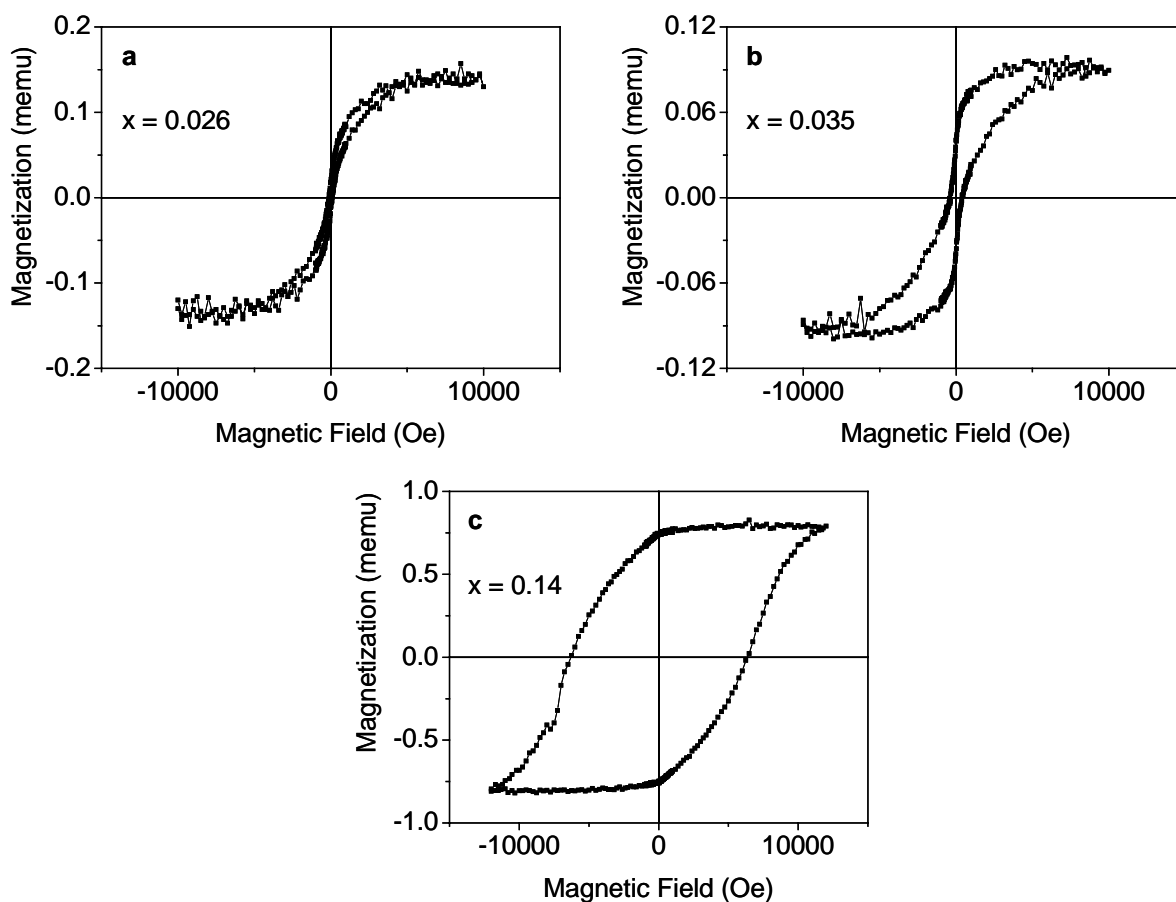 a
x = 0.026
Magnetization (memu)
0.2
0.1
0.0
-0.1
-0.2
-10000 0 10000
Magnetic Field (Oe)
b
x = 0.035
Magnetization (memu)
0.12
0.06
0.00
-0.06
-0.12
-10000 0 10000
Magnetic Field (Oe)
c
x = 0.14
Magnetization (memu)
1.0
0.5
0.0
-0.5
-1.0
-10000 0 10000
Magnetic Field (Oe)